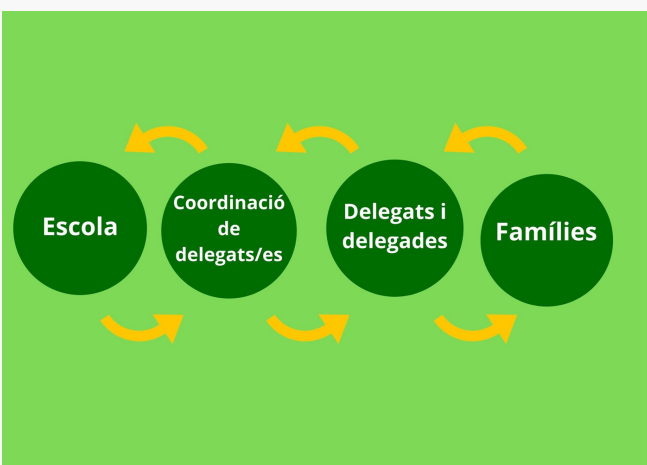 Escola
Coordinació
de
delegats/es
Delegats i
delegades
Famílies